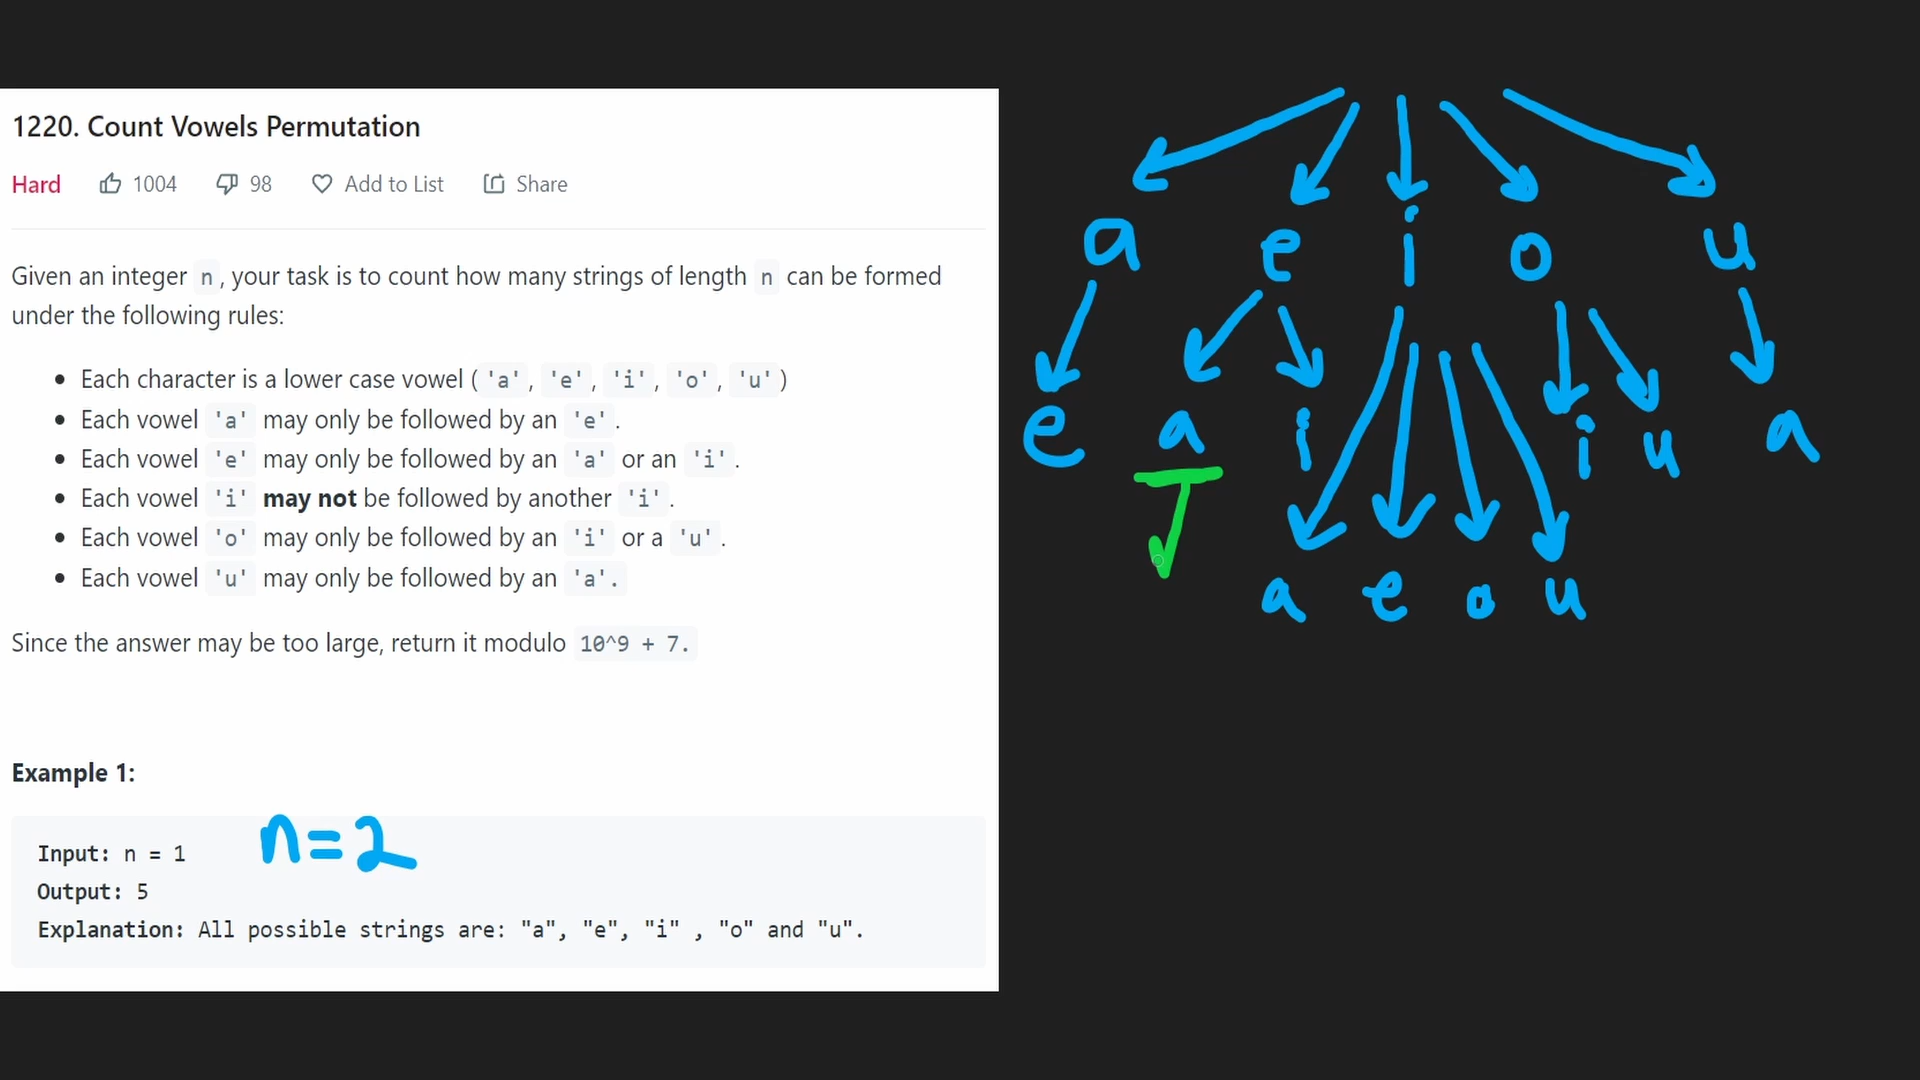 1220. Count Vowels Permutation
Hard 1004 98 Add to List Share
Given an integer n, your task is to count how many strings of length n can be formed
under the following rules:
• Each character is a lower case vowel ('a', 'e', 'i', 'o', 'u')
• Each vowel 'a' may only be followed by an 'e'.
• Each vowel 'e' may only be followed by an 'a' or an 'i'.
• Each vowel 'i' may not be followed by another 'i'.
• Each vowel 'o' may only be followed by an 'i' or a 'u'.
• Each vowel 'u' may only be followed by an 'a'.
Since the answer may be too large, return it modulo 10^9 + 7.
Example 1:
Input: n = 1
n=2
Output: 5
Explanation: All possible strings are: "a", "e", "i" , "o" and "u".
a e i o u
e a i i u a
a e o u